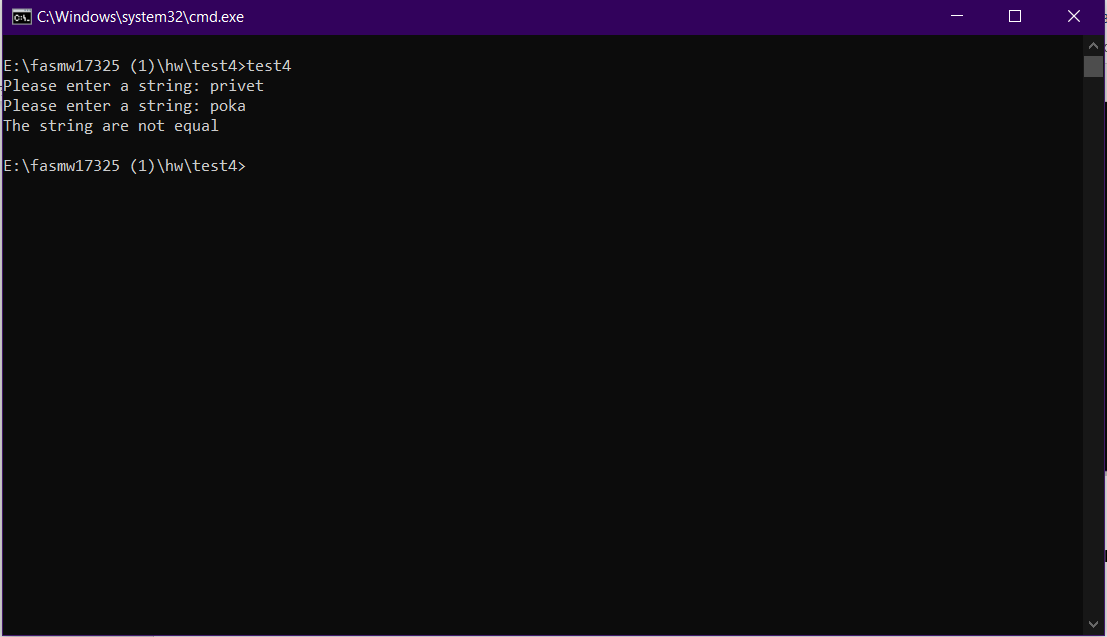 C:\Windows\system32\cmd.exe
E:\fasmw17325 (1)\hw\test4>test4
Please enter a string: privet
Please enter a string: poka
The string are not equal
E:\fasmw17325 (1)\hw\test4>